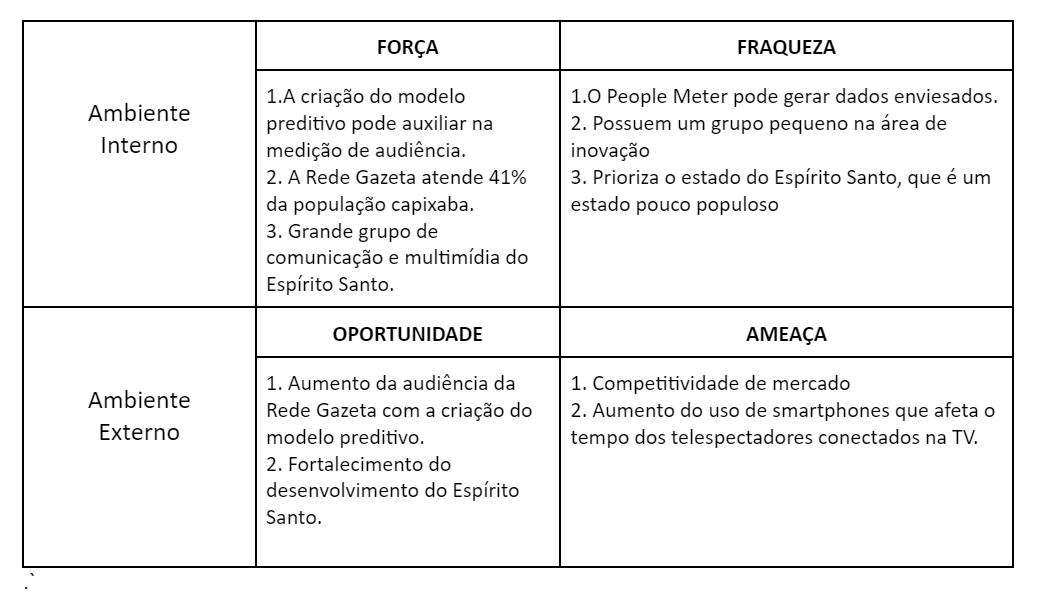 Ambiente
Interno
FORÇA
1.A criação do modelo
preditivo pode auxiliar na
medição de audiência.
2. A Rede Gazeta atende 41%
da população capixaba.
3. Grande grupo de
comunicação e multimídia do
Espírito Santo.
FRAQUEZA
1.O People Meter pode gerar dados enviesados.
2. Possuem um grupo pequeno na área de
inovação
3. Prioriza o estado do Espírito Santo, que é um
estado pouco populoso
Ambiente
Externo
OPORTUNIDADE
1. Aumento da audiência da
Rede Gazeta com a criação do
modelo preditivo.
2. Fortalecimento do
desenvolvimento do Espírito
Santo.
AMEAÇA
1. Competitividade de mercado
2. Aumento do uso de smartphones que afeta o
tempo dos telespectadores conectados na TV.